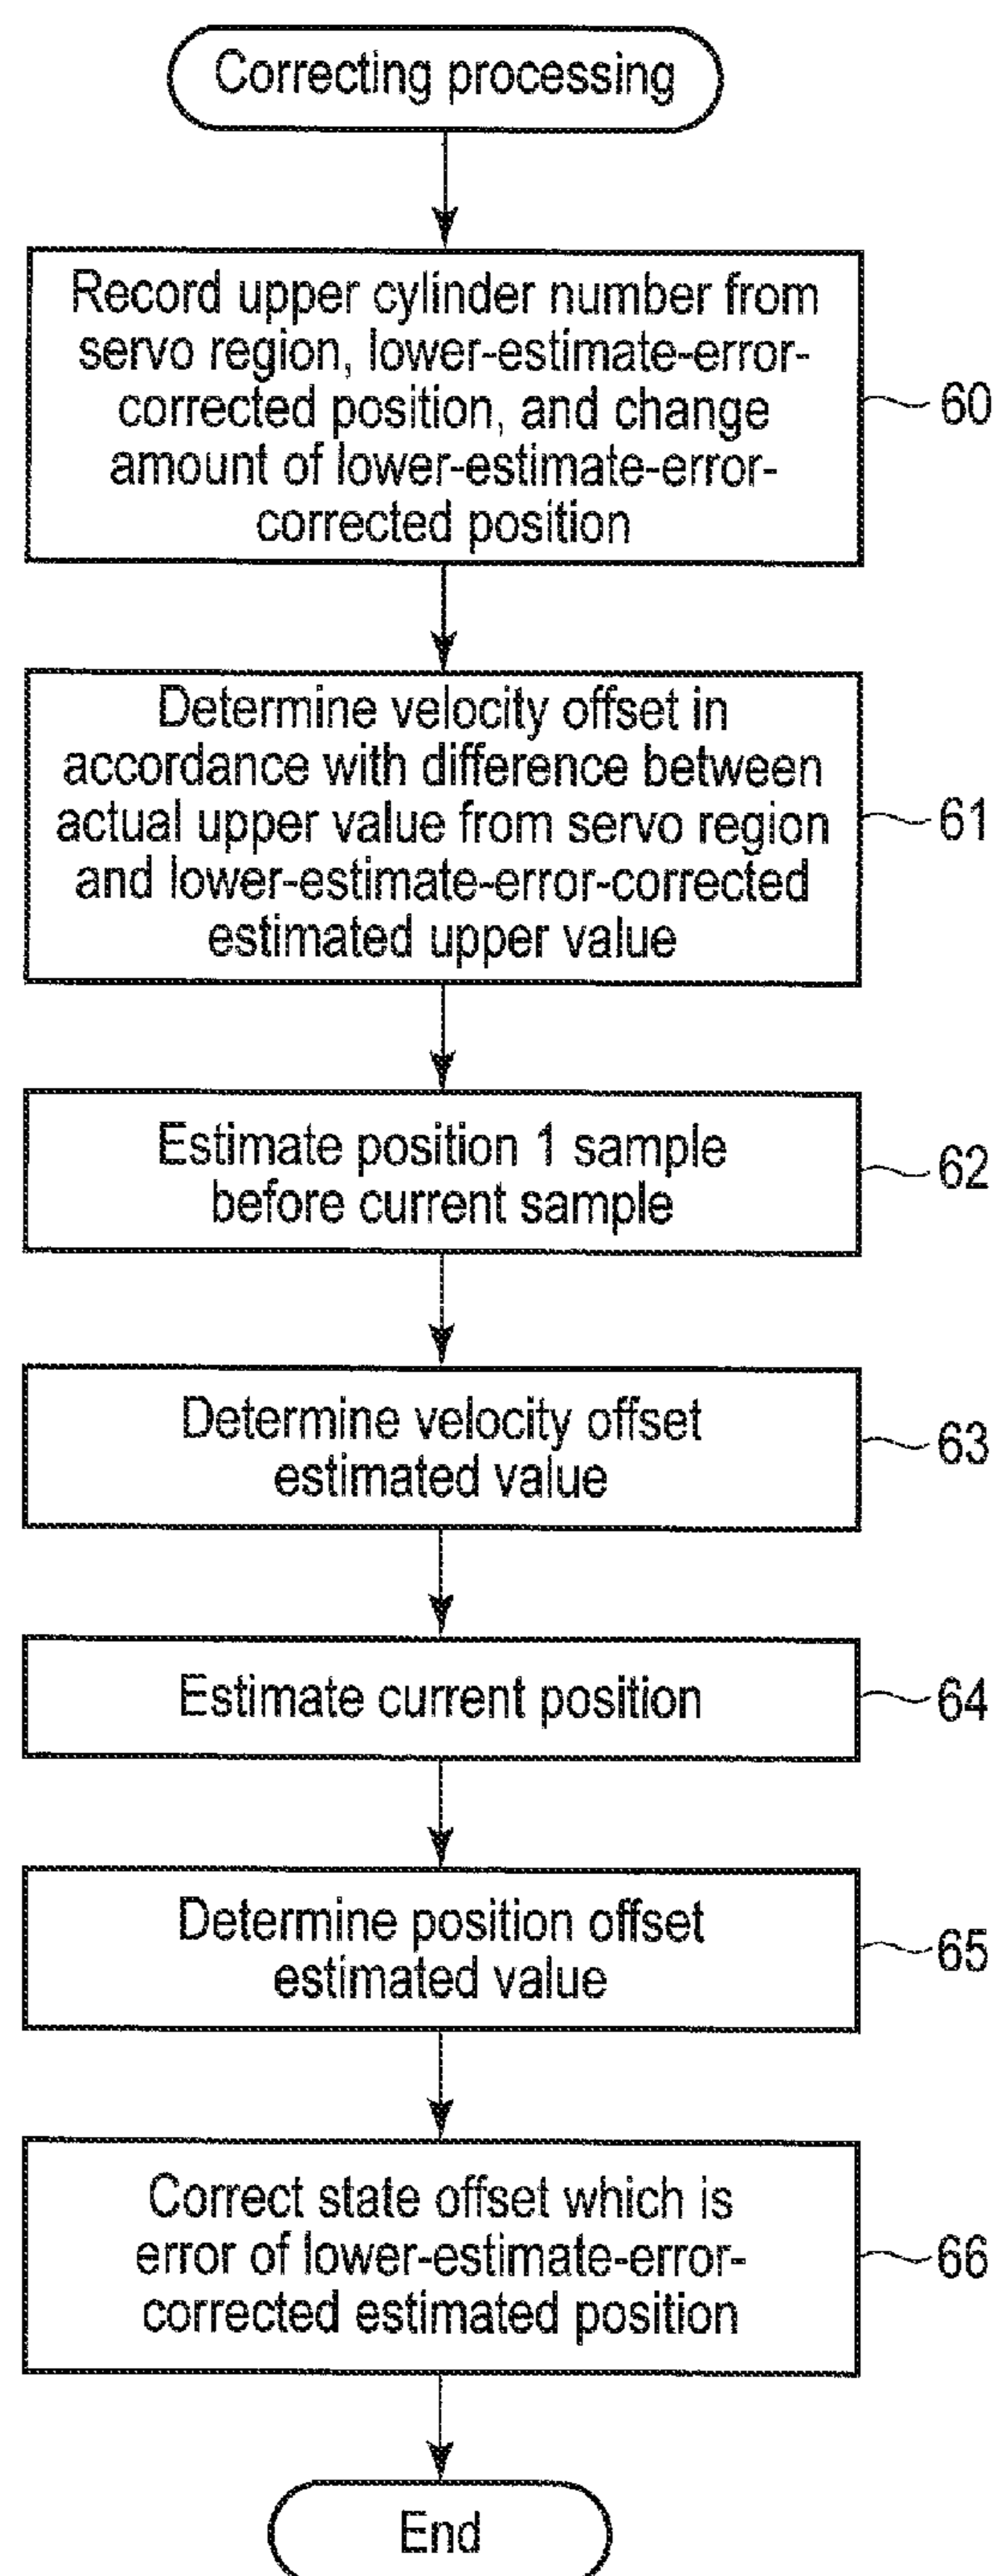 Correcting processing
Record upper cylinder number from
servo region, lower-estimate-error-
corrected position, and change
amount of lower-estimate-error-
corrected position
60
Determine velocity offset in
accordance with difference between
actual upper value from servo region
and lower-estimate-error-corrected
estimated upper value
61
Estimate position 1 sample
before current sample
62
Determine velocity offset
estimated value
63
Estimate current position
64
Determine position offset
estimated value
65
Correct state offset which is
error of lower-estimate-error-
corrected estimated position
66
End